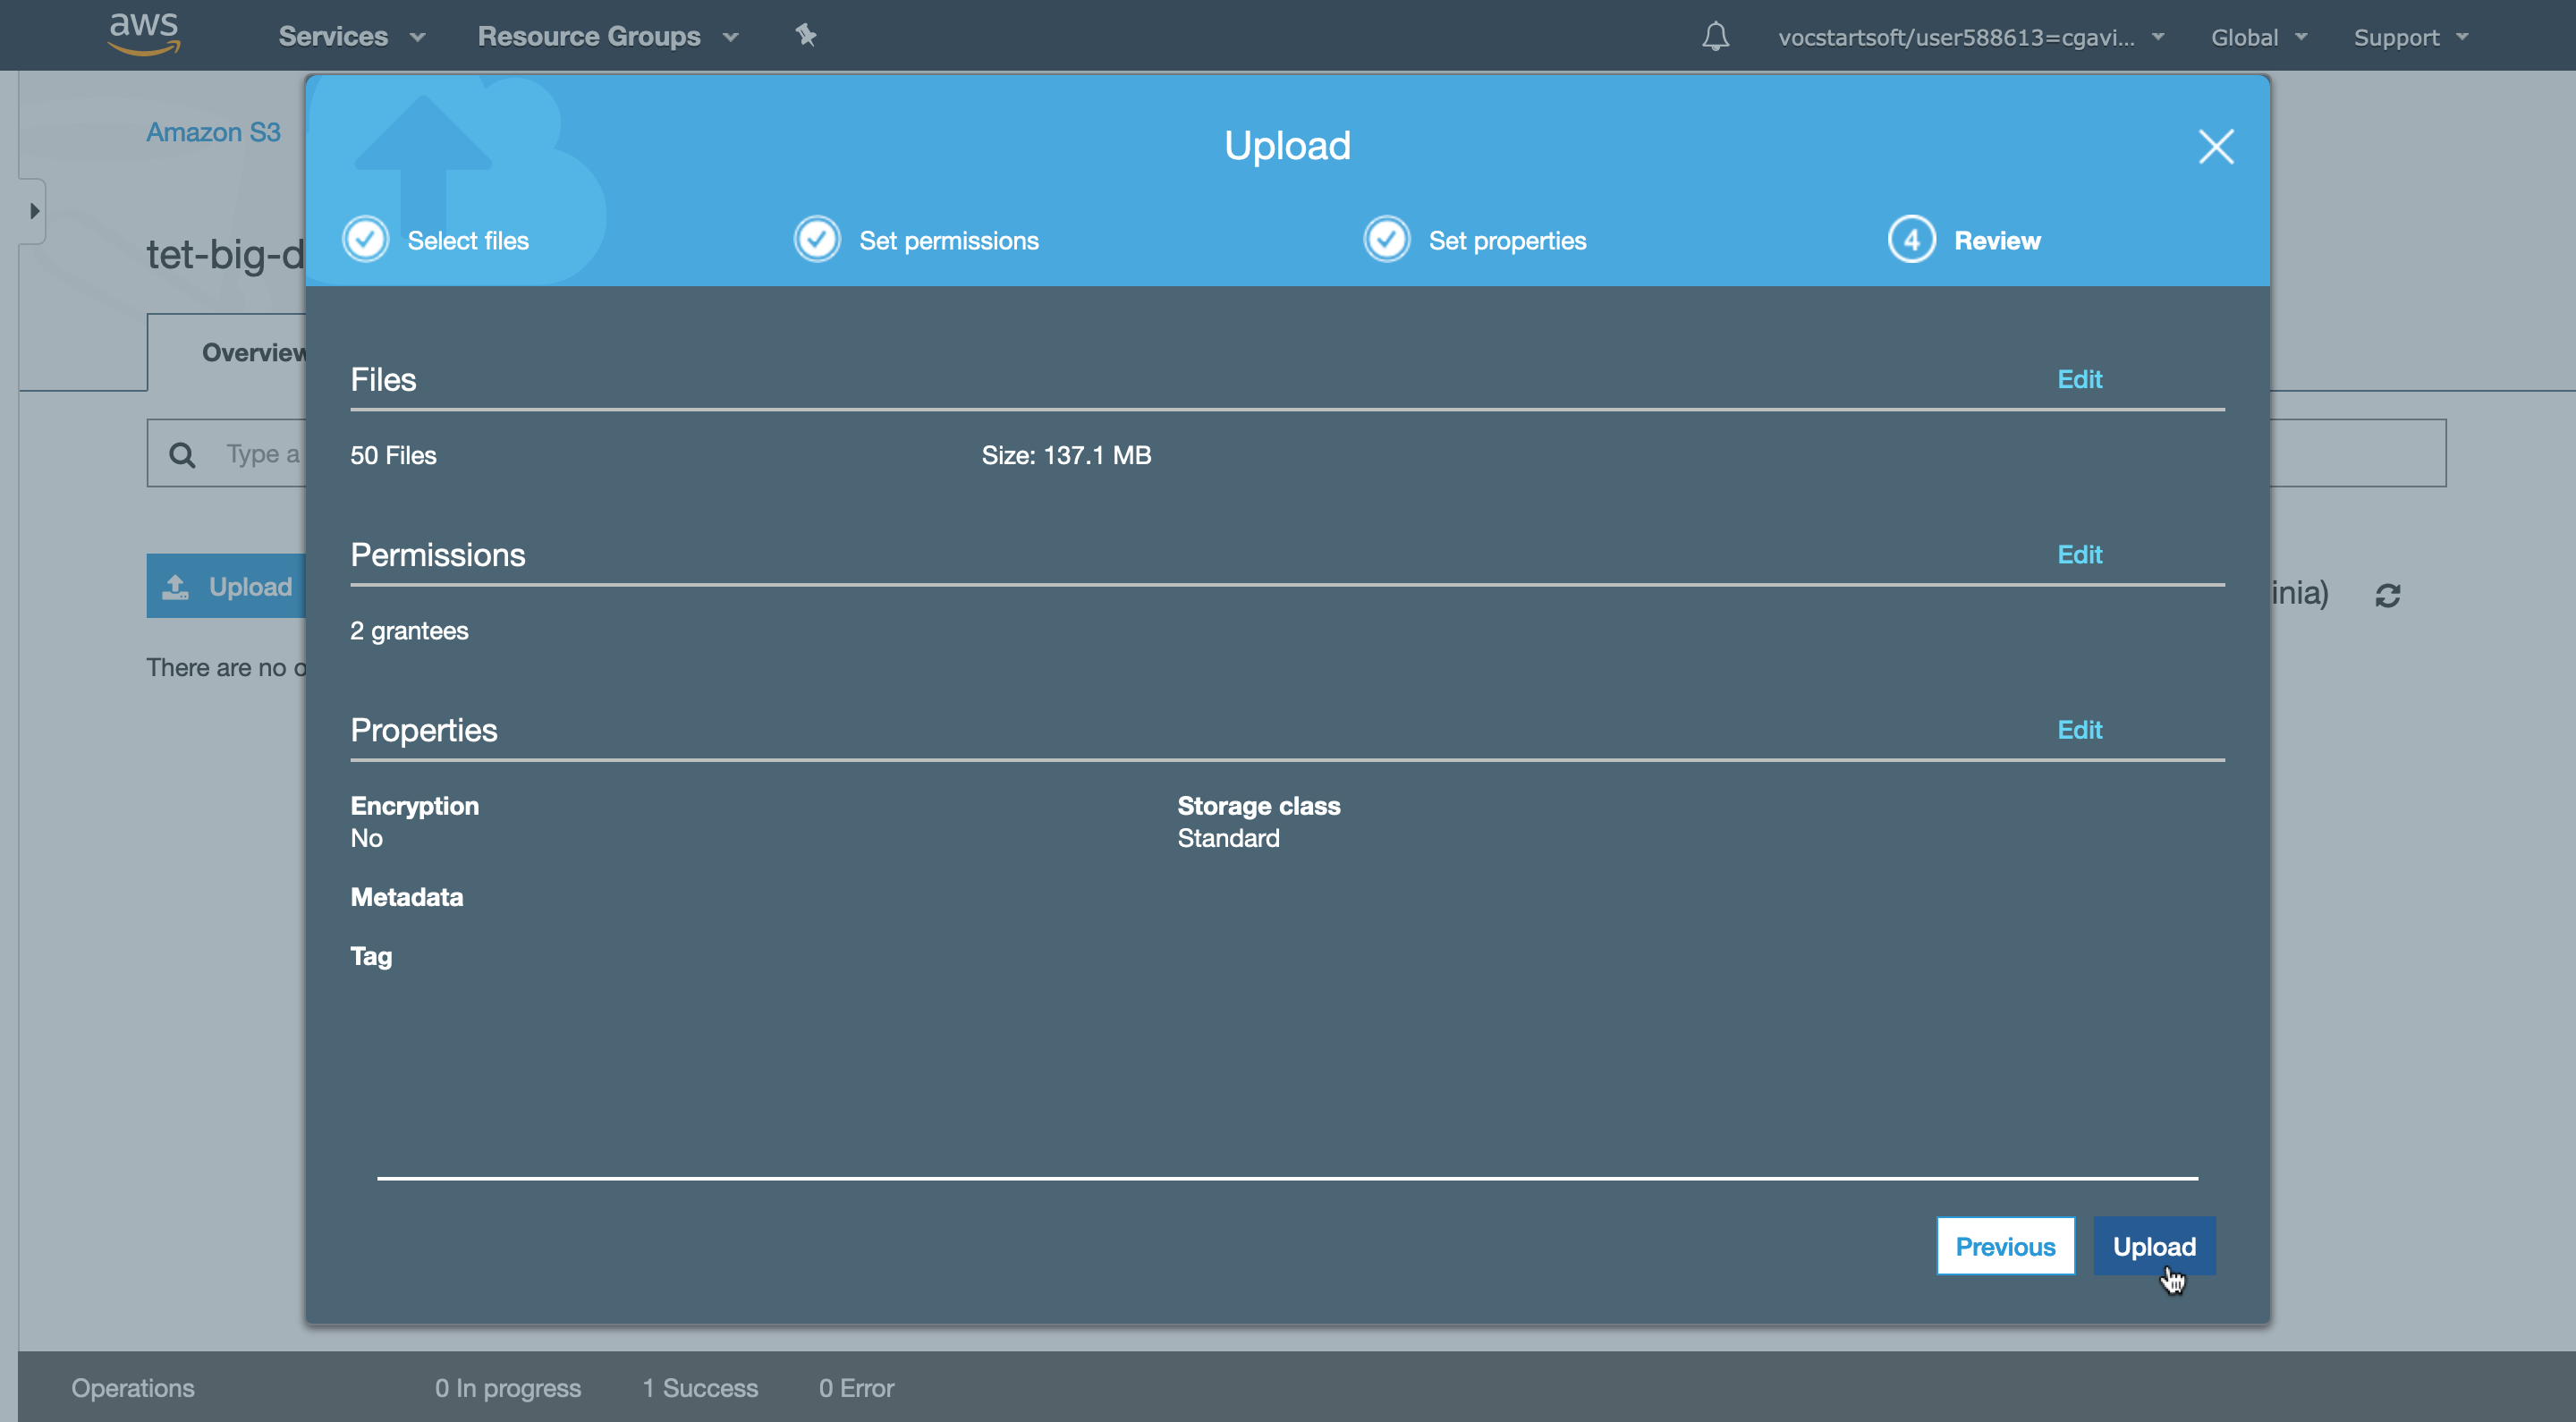 aws Services Resource Groups vocstartsoft/user588613=cgavi... Global Support
Amazon S3
Upload
tet-big-d
Select files Set permissions Set properties 4 Review
Overview
Files Edit
Type a
50 Files Size: 137.1 MB
Permissions Edit
Upload inia)
2 grantees
There are no o
Properties Edit
Encryption Storage class
No Standard
Metadata
Tag
Previous Upload
Operations 0 In progress 1 Success 0 Error